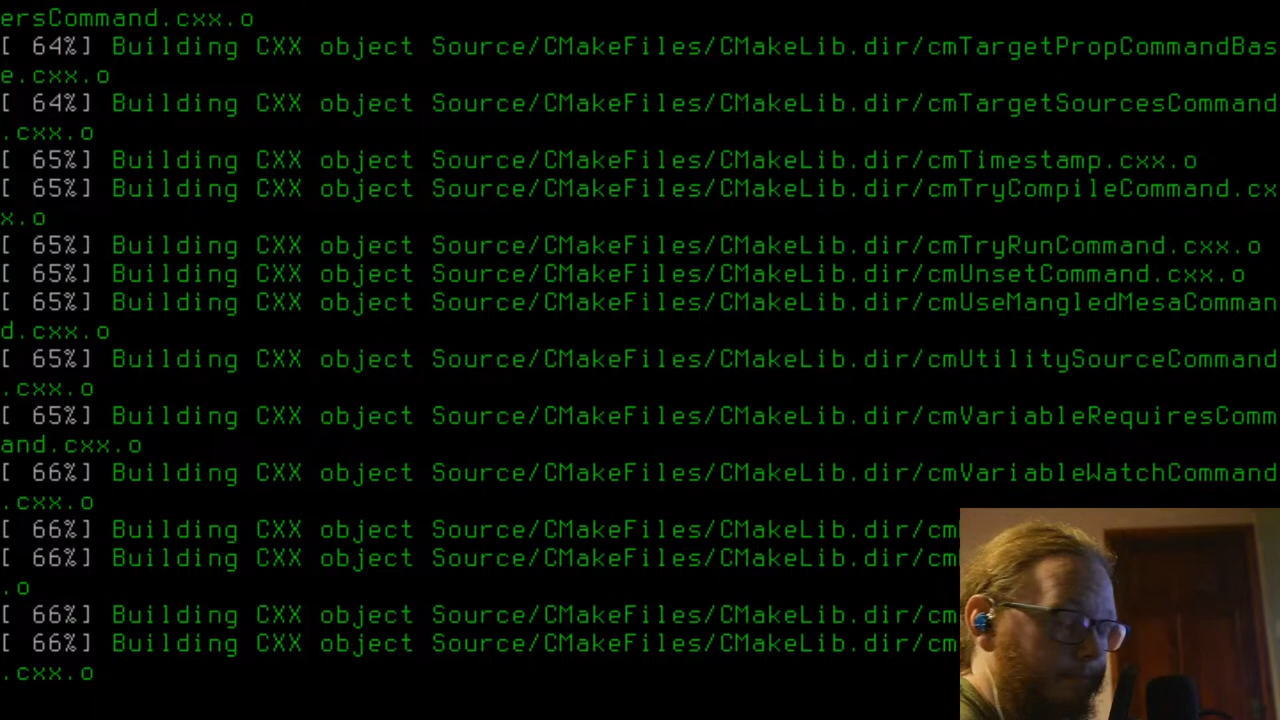 ersCommand.cxx.o
[ 64%] Building CXX object Source/CMakeFiles/CMakeLib.dir/cmTargetPropCommandBas
e.cxx.o
[ 64%] Building CXX object Source/CMakeFiles/CMakeLib.dir/cmTargetSourcesCommand
.cxx.o
[ 65%] Building CXX object Source/CMakeFiles/CMakeLib.dir/cmTimestamp.cxx.o
[ 65%] Building CXX object Source/CMakeFiles/CMakeLib.dir/cmTryCompileCommand.cx
x.o
[ 65%] Building CXX object Source/CMakeFiles/CMakeLib.dir/cmTryRunCommand.cxx.o
[ 65%] Building CXX object Source/CMakeFiles/CMakeLib.dir/cmUnsetCommand.cxx.o
[ 65%] Building CXX object Source/CMakeFiles/CMakeLib.dir/cmUseMangledMesaComman
d.cxx.o
[ 65%] Building CXX object Source/CMakeFiles/CMakeLib.dir/cmUtilitySourceCommand
.cxx.o
[ 65%] Building CXX object Source/CMakeFiles/CMakeLib.dir/cmVariableRequiresComm
and.cxx.o
[ 66%] Building CXX object Source/CMakeFiles/CMakeLib.dir/cmVariableWatchCommand
.cxx.o
[ 66%] Building CXX object Source/CMakeFiles/CMakeLib.dir/cm
[ 66%] Building CXX object Source/CMakeFiles/CMakeLib.dir/cm
.o
[ 66%] Building CXX object Source/CMakeFiles/CMakeLib.dir/cm
[ 66%] Building CXX object Source/CMakeFiles/CMakeLib.dir/cm
.cxx.o